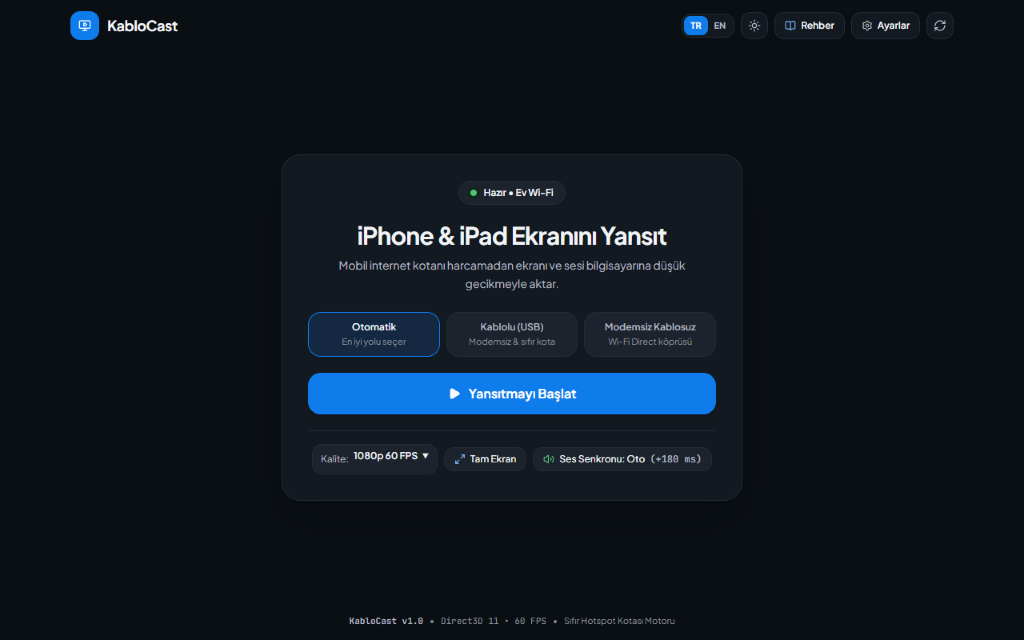 KabloCast
TR EN Rehber Ayarlar
Hazır • Ev Wi-Fi
iPhone & iPad Ekranını Yansıt
Mobil internet kotanı harcamadan ekranı ve sesi bilgisayarına düşük
gecikmeyle aktar.
Otomatik
En iyi yolu seçer
Kablolu (USB)
Modemsiz & sıfır kota
Modemsiz Kablosuz
Wi-Fi Direct köprüsü
Yansıtmayı Başlat
Kalite: 1080p 60 FPS Tam Ekran Ses Senkronu: Oto (+180 ms)
KabloCast v1.0 • Direct3D 11 • 60 FPS • Sıfır Hotspot Kotası Motoru